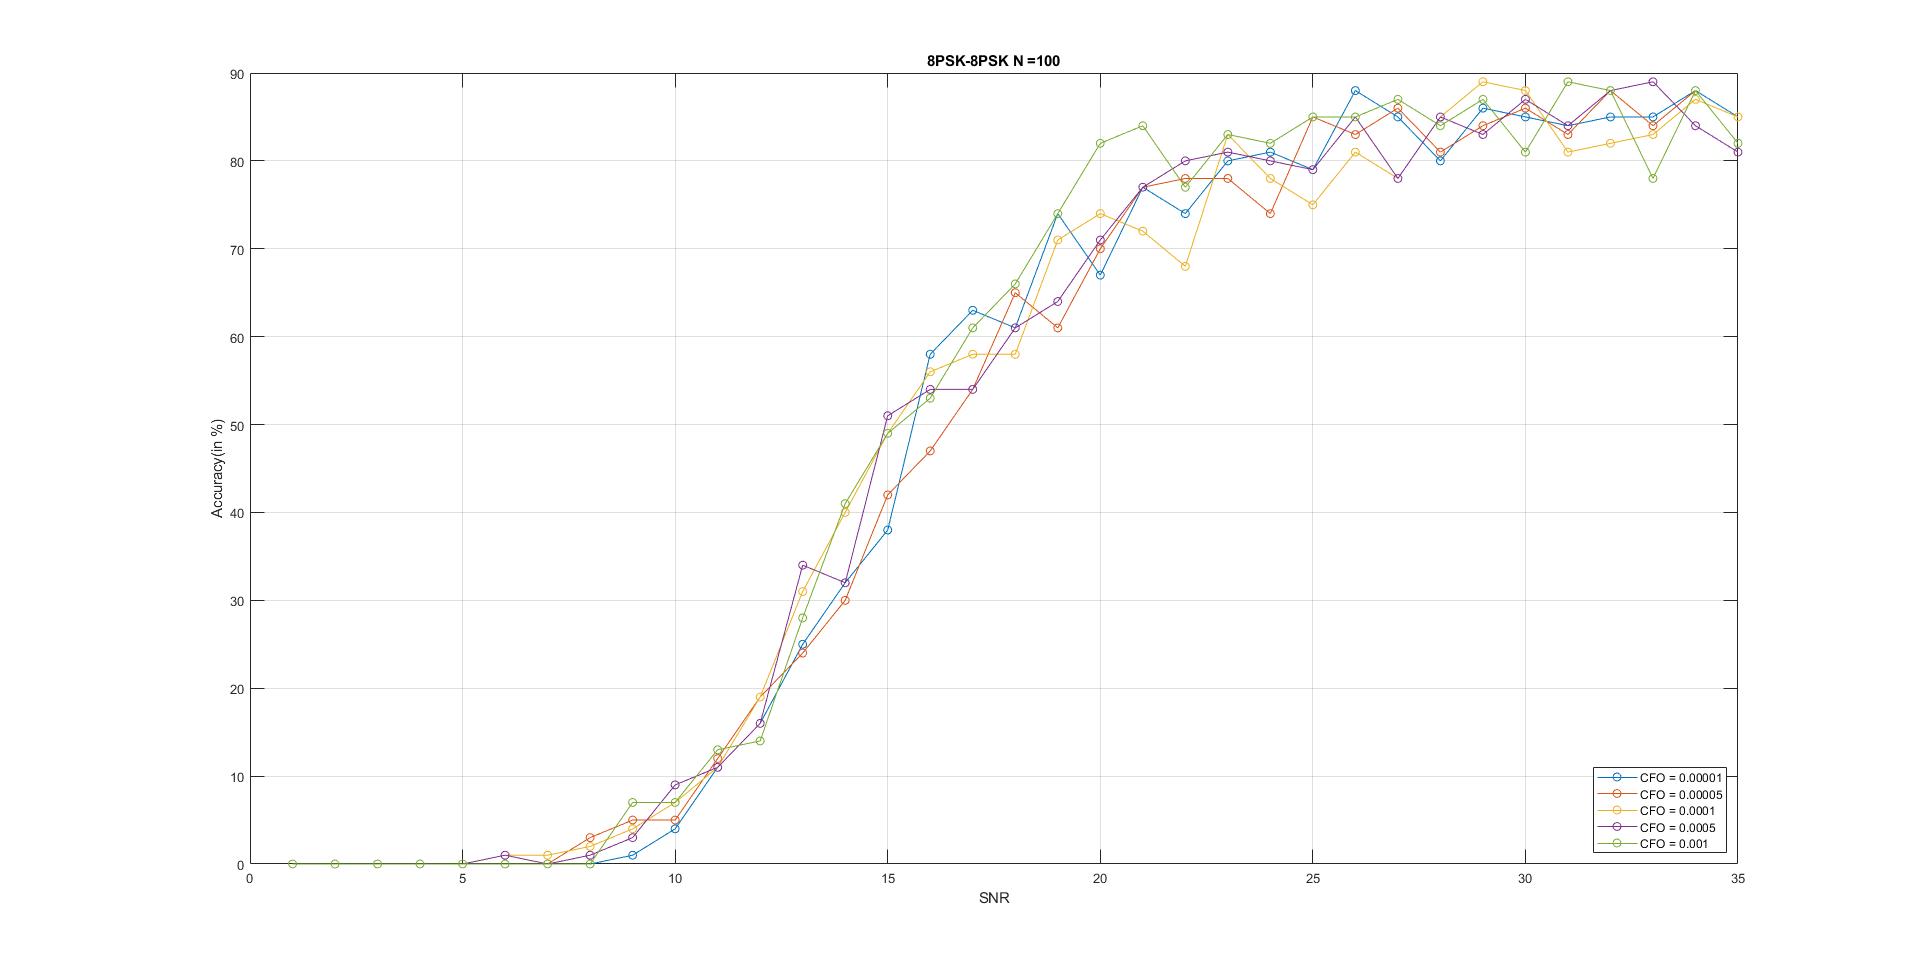 8PSK-8PSK N =100
90
80
70
60
50
40
30
20
10
0
Accuracy(in %)
0 5 10 15 20 25 30 35
SNR
CFO = 0.00001
CFO = 0.00005
CFO = 0.0001
CFO = 0.0005
CFO = 0.001